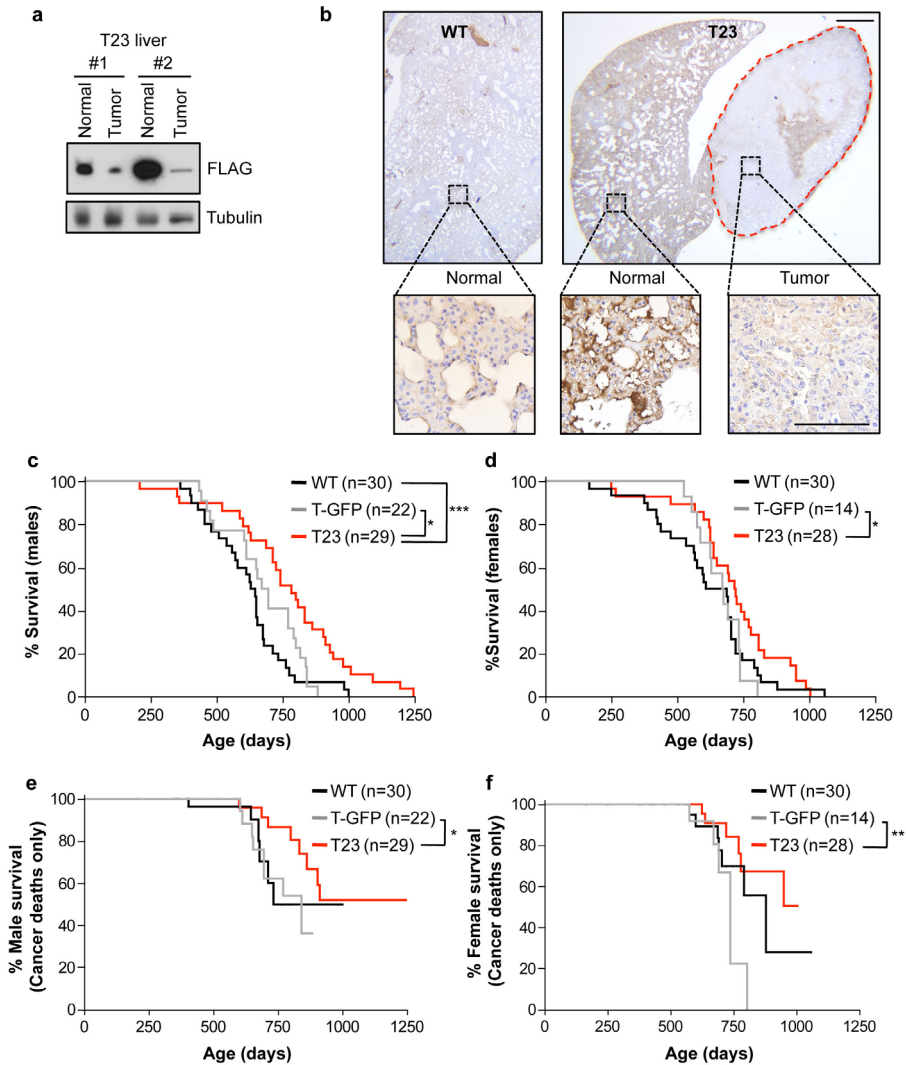 a
T23 liver
#1 #2
Normal Tumor Normal Tumor
FLAG
Tubulin
b
WT T23
Normal Normal Tumor
c
100
80
60
40
20
0
% Survival (males)
WT (n=30)
T-GFP (n=22)
T23 (n=29)
* ***
0 250 500 750 1000 1250
Age (days)
d
100
80
60
40
20
0
%Survival (females)
WT (n=30)
T-GFP (n=14)
T23 (n=28)
*
0 250 500 750 1000 1250
Age (days)
e
100
80
60
40
20
0
% Male survival
(Cancer deaths only)
WT (n=30)
T-GFP (n=22)
T23 (n=29)
*
0 250 500 750 1000 1250
Age (days)
f
100
80
60
40
20
0
% Female survival
(Cancer deaths only)
WT (n=30)
T-GFP (n=14)
T23 (n=28)
**
0 250 500 750 1000 1250
Age (days)